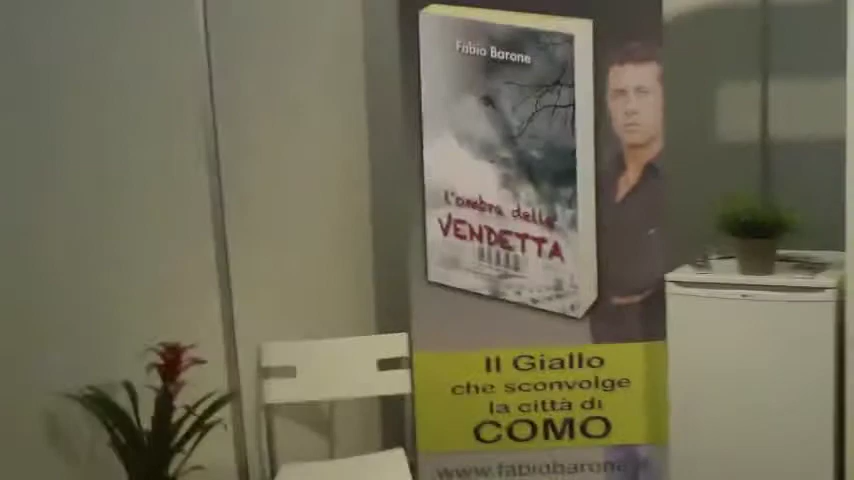 Fabio Barone
L'ombra della
VENDETTA
Il Giallo
che sconvolge
la città di
COMO
www.fabiobarone